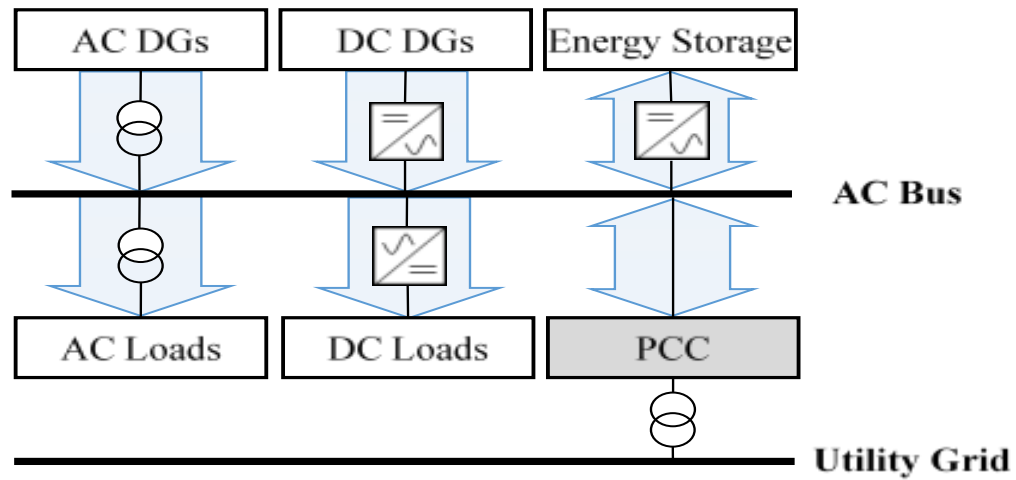 AC DGs
DC DGs
Energy Storage
AC Bus
AC Loads
DC Loads
PCC
Utility Grid